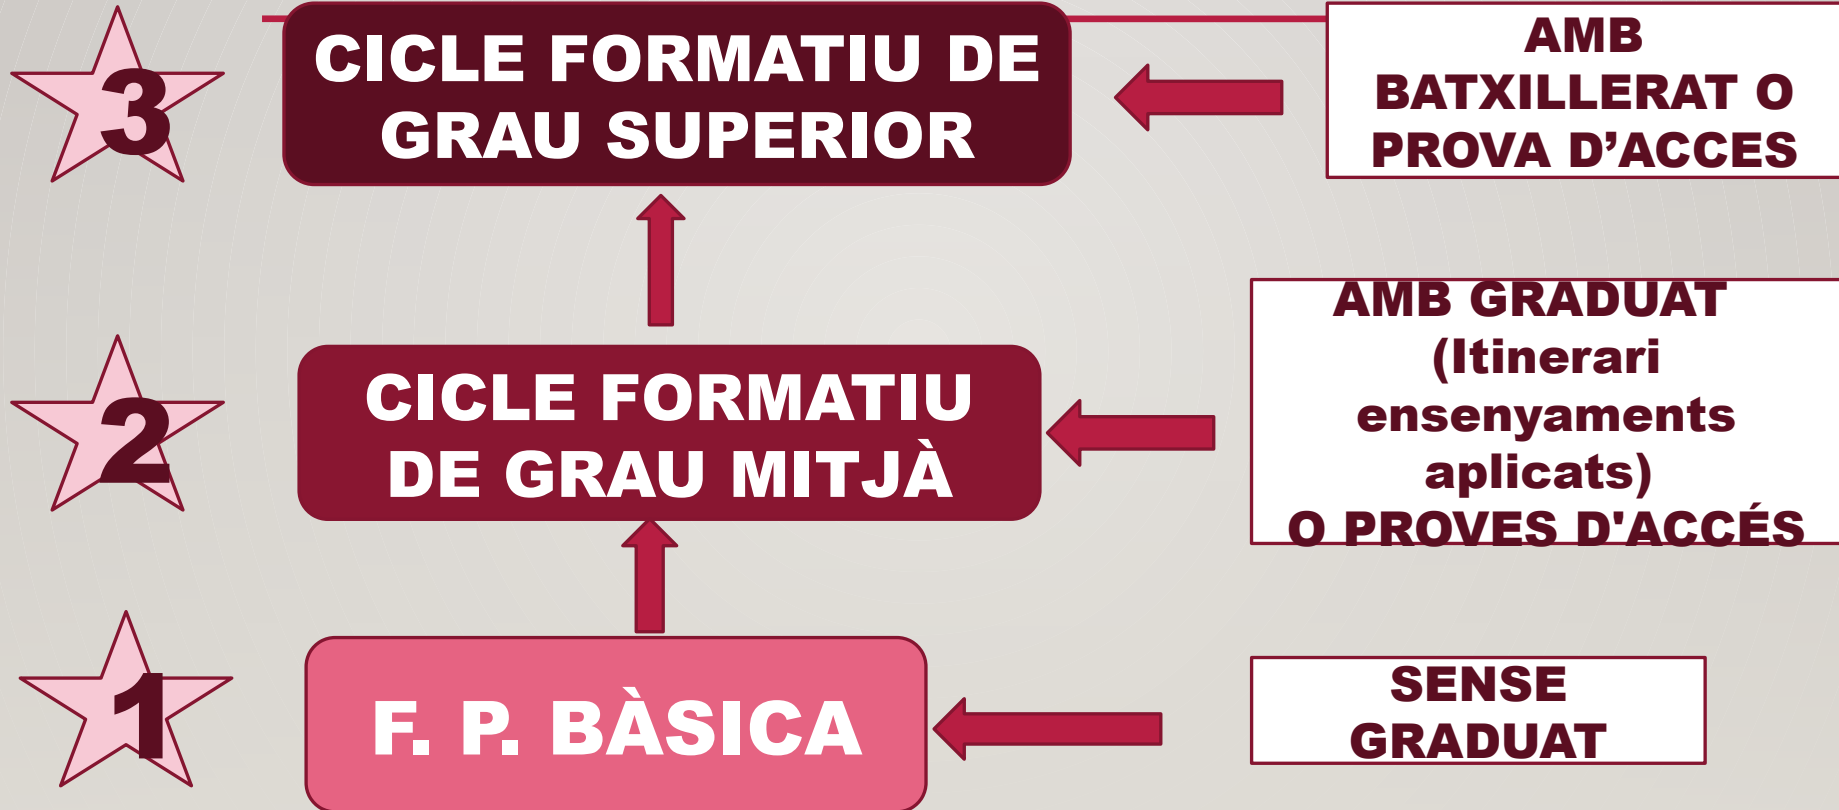 3
CICLE FORMATIU DE
GRAU SUPERIOR
AMB
BATXILLERAT O
PROVA D’ACCES
2
CICLE FORMATIU
DE GRAU MITJÀ
AMB GRADUAT
(Itinerari
ensenyaments
aplicats)
O PROVES D'ACCÉS
1
F. P. BÀSICA
SENSE
GRADUAT